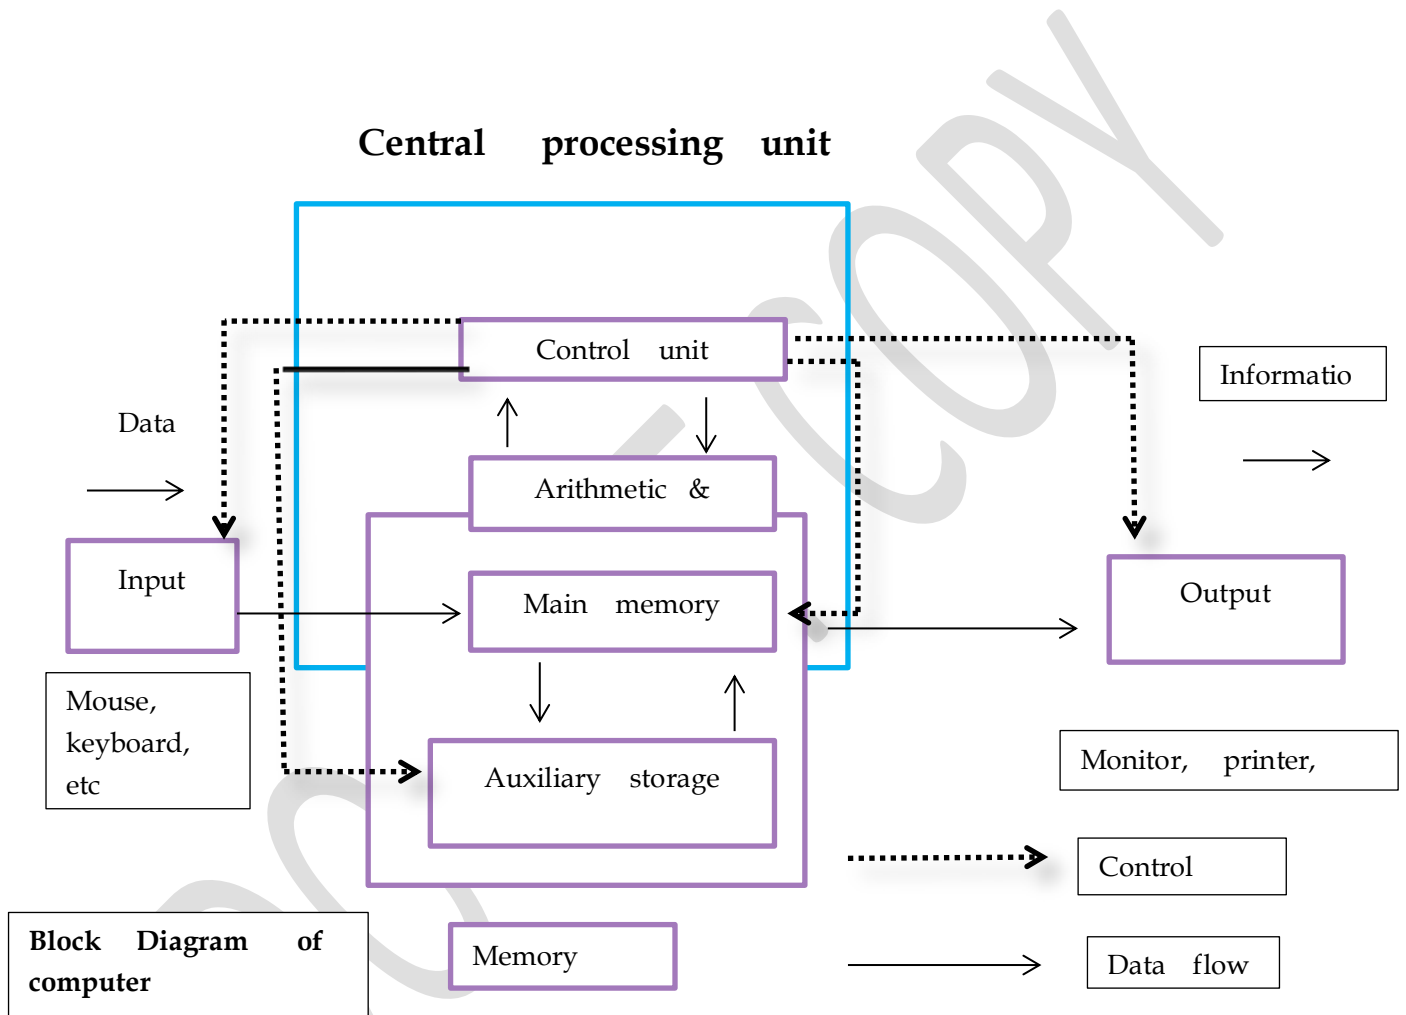 Central processing unit
Control unit
Informatio
Data
Arithmetic &
Input
Main memory
Output
Mouse,
keyboard,
etc
Monitor, printer,
Auxiliary storage
Control
Block Diagram of
computer
Memory
Data flow
COPY